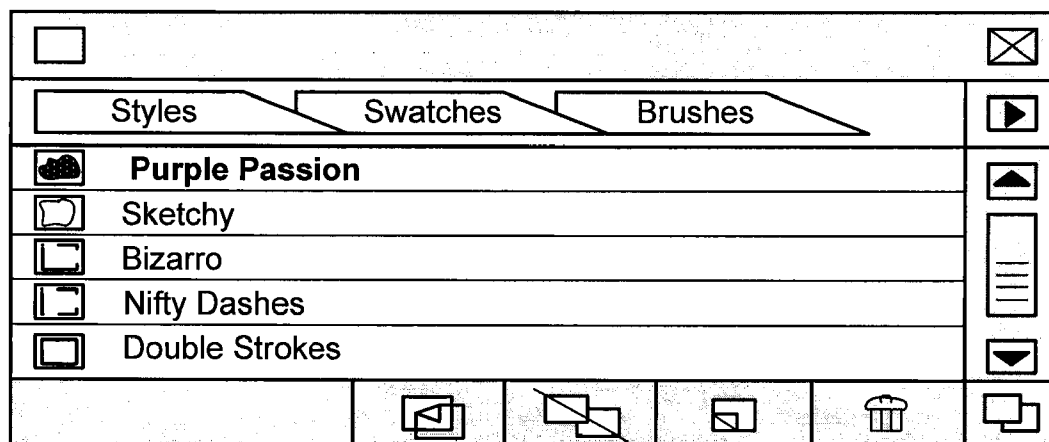 Styles Swatches Brushes
Purple Passion
Sketchy
Bizarro
Nifty Dashes
Double Strokes